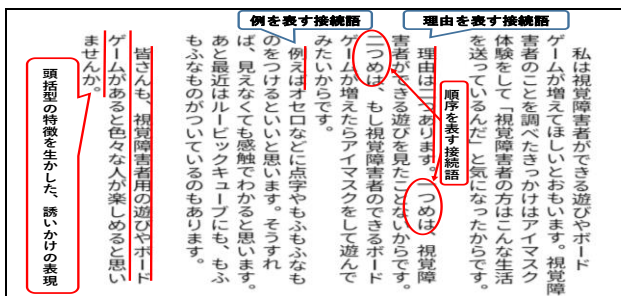 理由を表す接続語
例を表す接続語
私は視覚障害者ができる遊びやボード
ゲームが増えてほしいとおもいます。視覚障
害者のことを調べたきっかけはアイマスク
体験をして「視覚障害者の方はこんな生活
を送っているんだ」と気になったからです。
理由は二つあります。一つめは、視覚障
害者ができる遊びを見たことないからです。
二つめは、もし視覚障害者のできるボード
ゲームが増えたらアイマスクをして遊んで
みたいからです。
順序を表す接続語
例えばオセロなどに点字やもふもふなも
のをつけるといいと思います。そうすれ
ば、見えなくても感触でわかると思います。
あと最近はルービックキューブにも、もふ
もふなものがついているのもあります。
皆さんも、視覚障害者用の遊びやボード
ゲームがあると色々な人が楽しめると思い
ませんか。
頭括型の特徴を生かした、誘いかけの表現